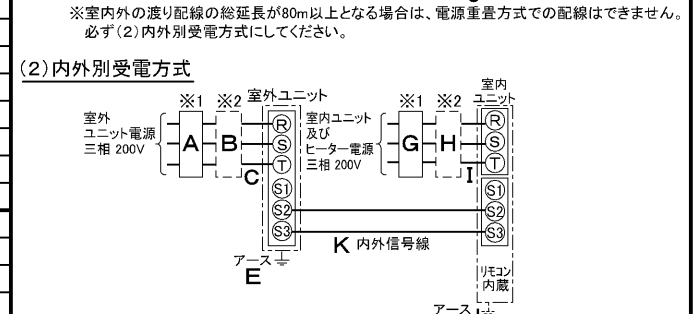 ※室内外の渡り配線の総延長が80m以上となる場合は、電源重畳方式での配線はできません。
必ず(2)内外別受電方式にしてください。
(2)内外別受電方式
※1 ※2 室外ユニット
室外
ユニット電源
三相 200V
A B C
R
S
T
S1
S2
S3
アース
E
室内ユニット
及び
ヒーター電源
三相 200V
※1 ※2
G H I
室内
ユニット
R
S
T
S1
S2
S3
K 内外信号線
リモコン
内蔵
アース